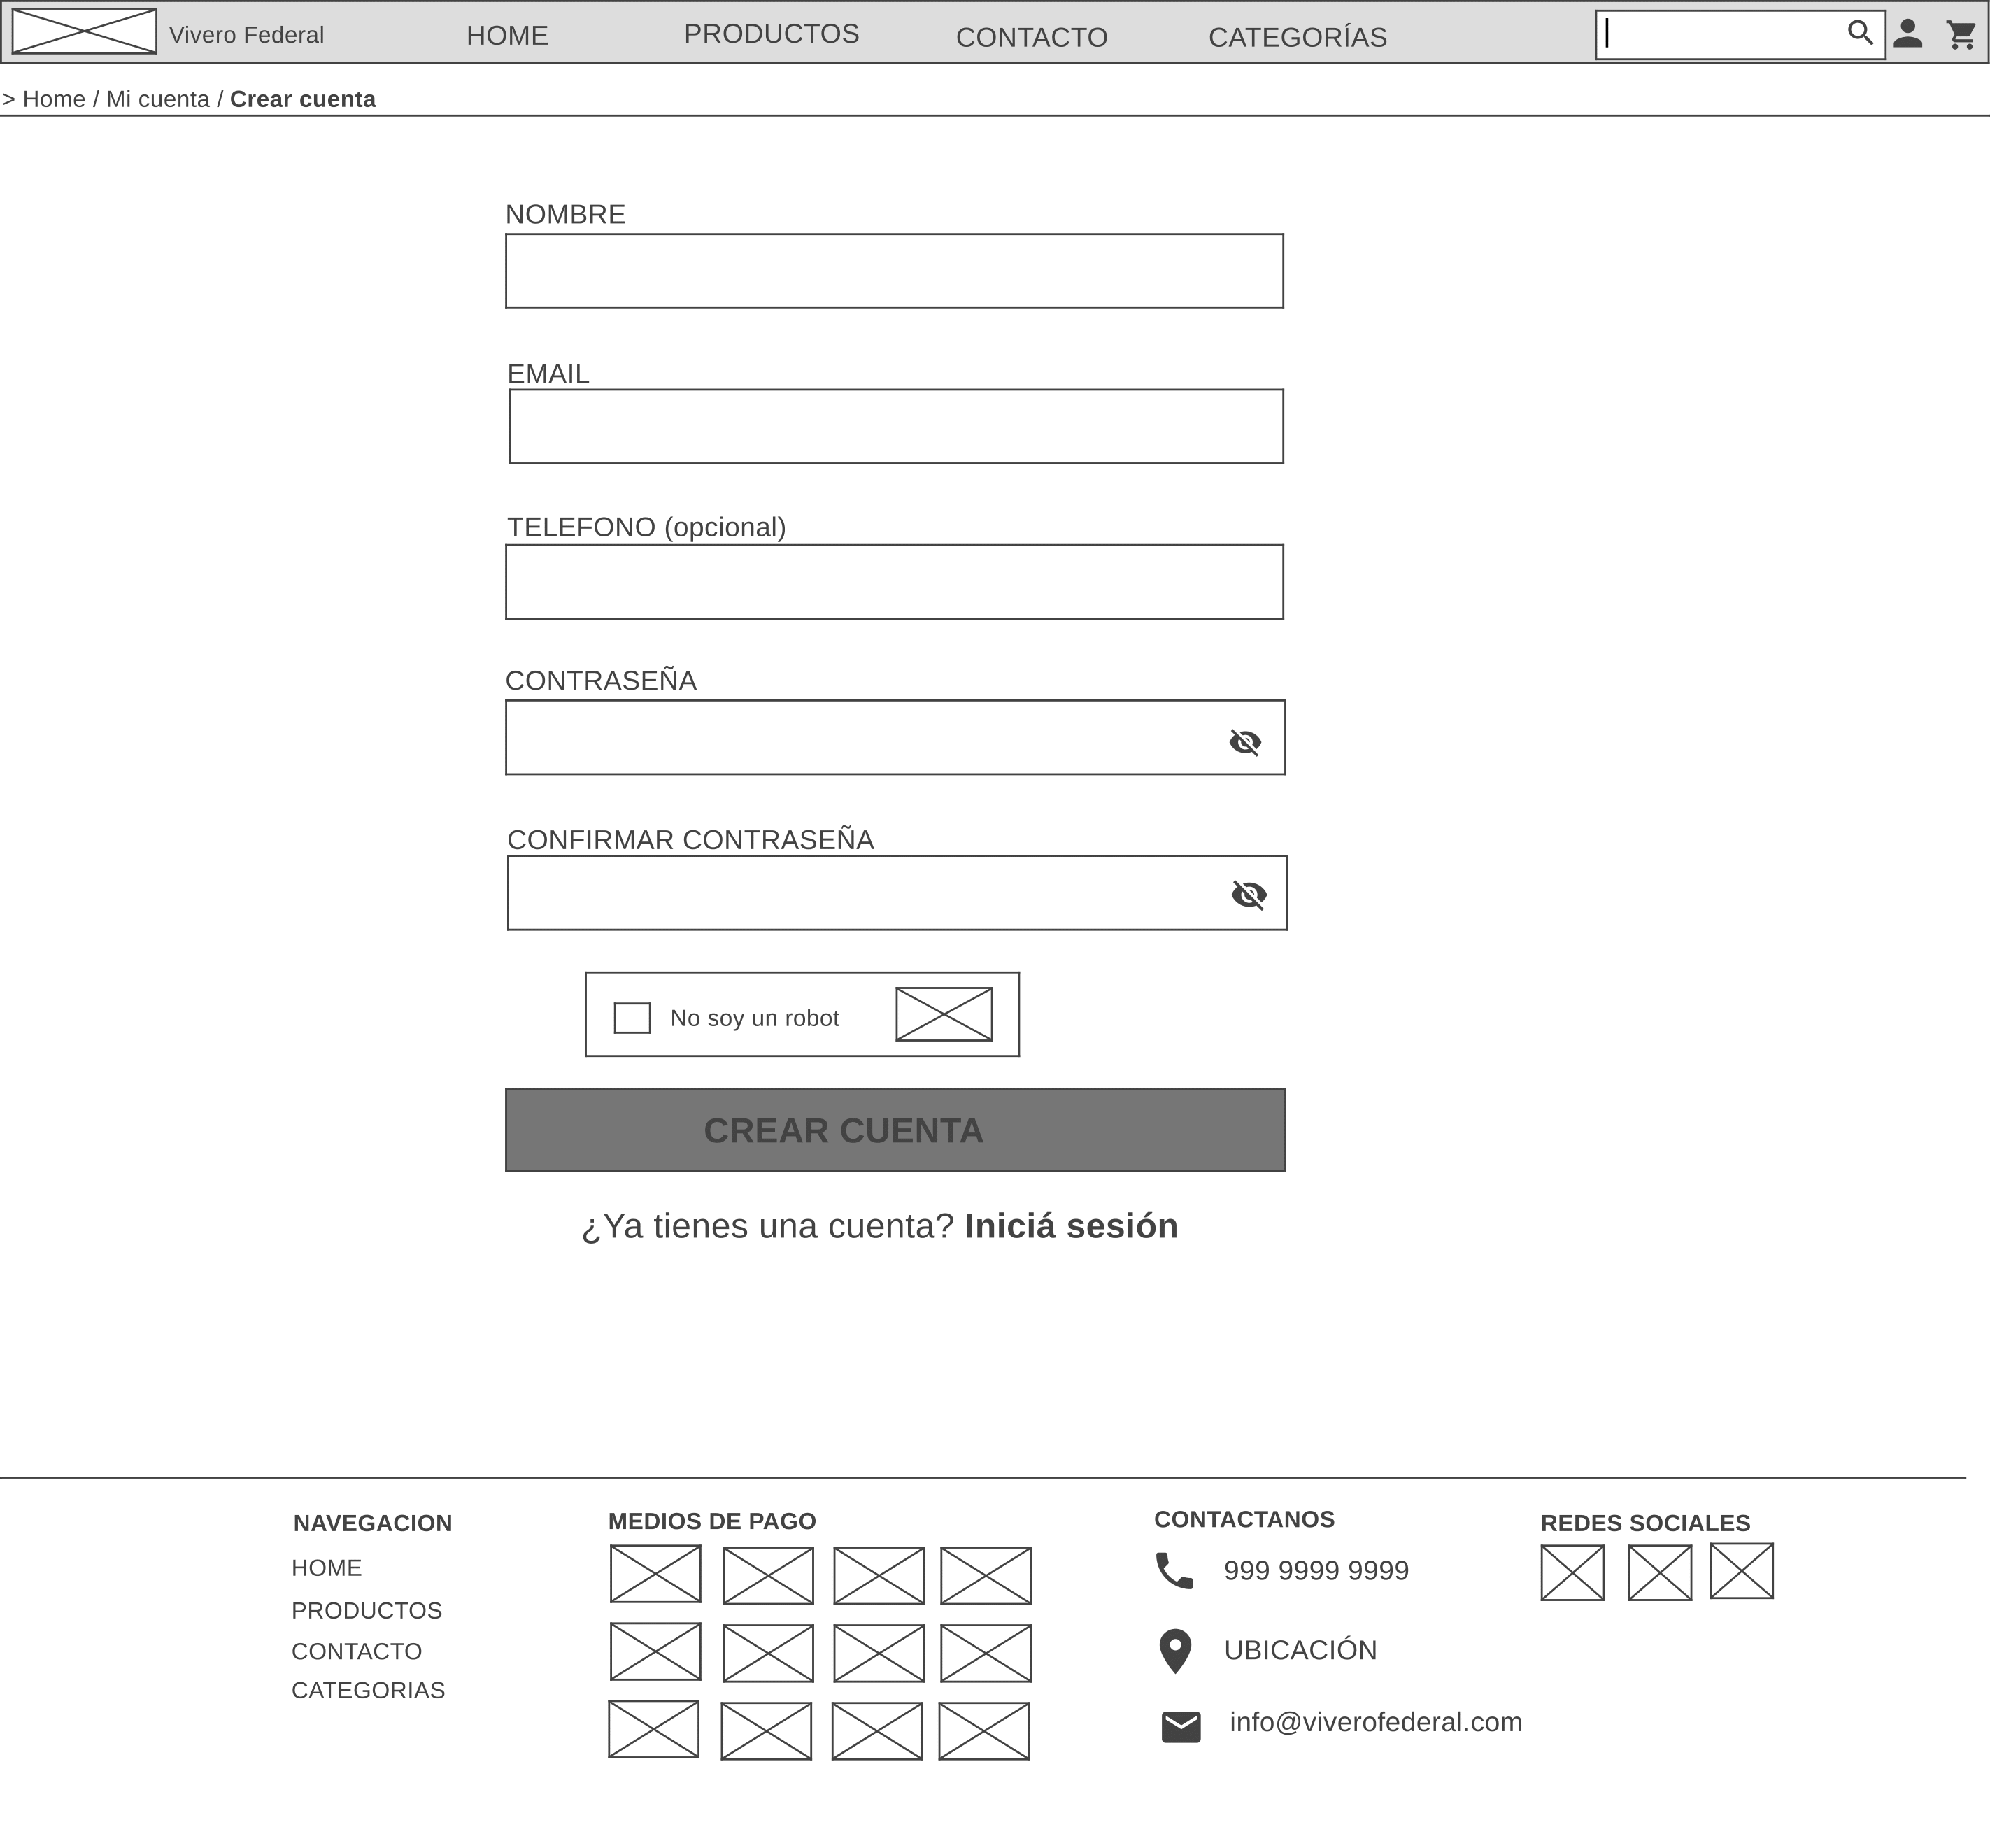 Vivero Federal HOME PRODUCTOS CONTACTO CATEGORÍAS
> Home / Mi cuenta / Crear cuenta
NOMBRE
EMAIL
TELEFONO (opcional)
CONTRASEÑA
CONFIRMAR CONTRASEÑA
No soy un robot
CREAR CUENTA
¿Ya tienes una cuenta? Iniciá sesión
NAVEGACION
HOME
PRODUCTOS
CONTACTO
CATEGORIAS
MEDIOS DE PAGO
CONTACTANOS
999 9999 9999
UBICACIÓN
info@viverofederal.com
REDES SOCIALES